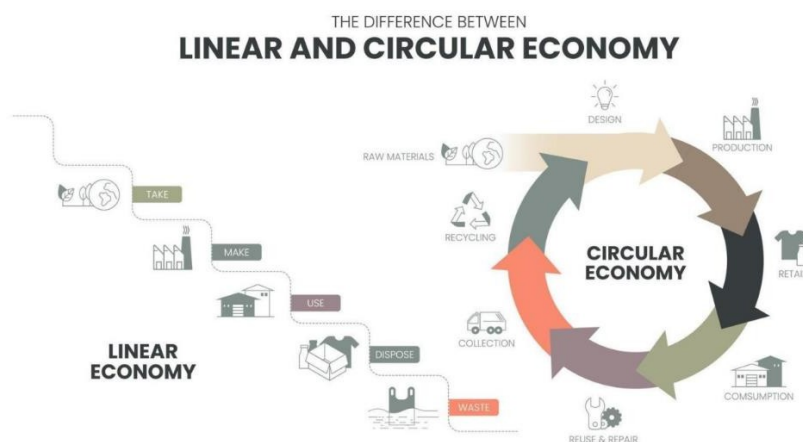 THE DIFFERENCE BETWEEN
LINEAR AND CIRCULAR ECONOMY
TAKE
MAKE
USE
DISPOSE
WASTE
LINEAR
ECONOMY
RAW MATERIALS
DESIGN
PRODUCTION
RETAI
COMSUMPTION
REUSE & REPAIR
COLLECTION
RECYCLING
CIRCULAR
ECONOMY